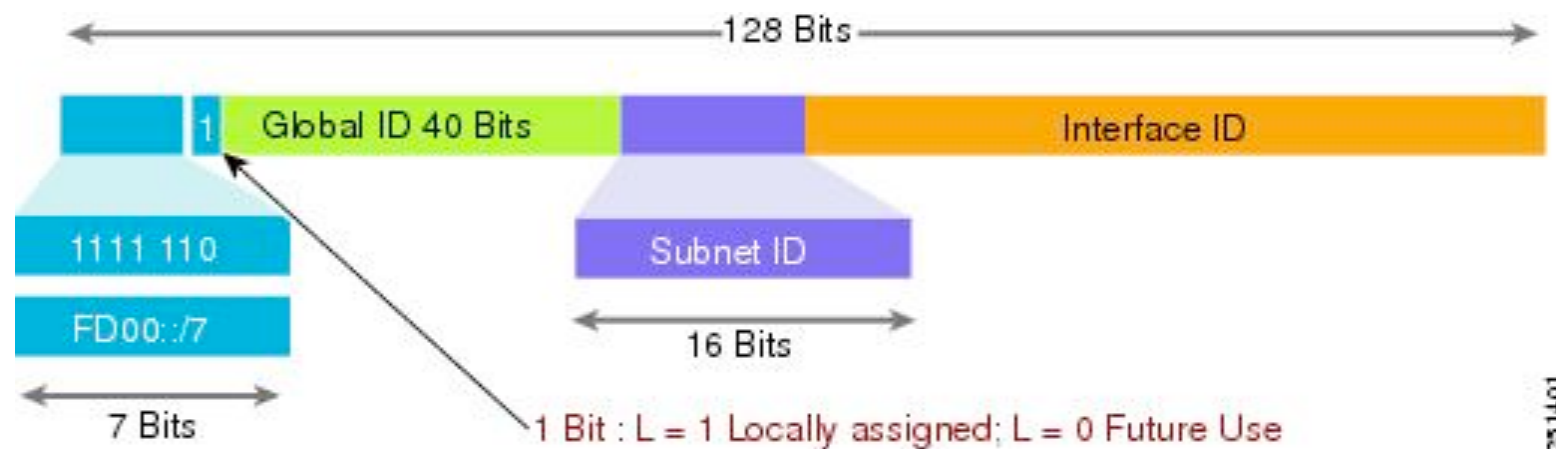 128 Bits
1
Global ID 40 Bits
Interface ID
1111 110
Subnet ID
FD00::/7
16 Bits
7 Bits
1 Bit : L = 1 Locally assigned; L = 0 Future Use